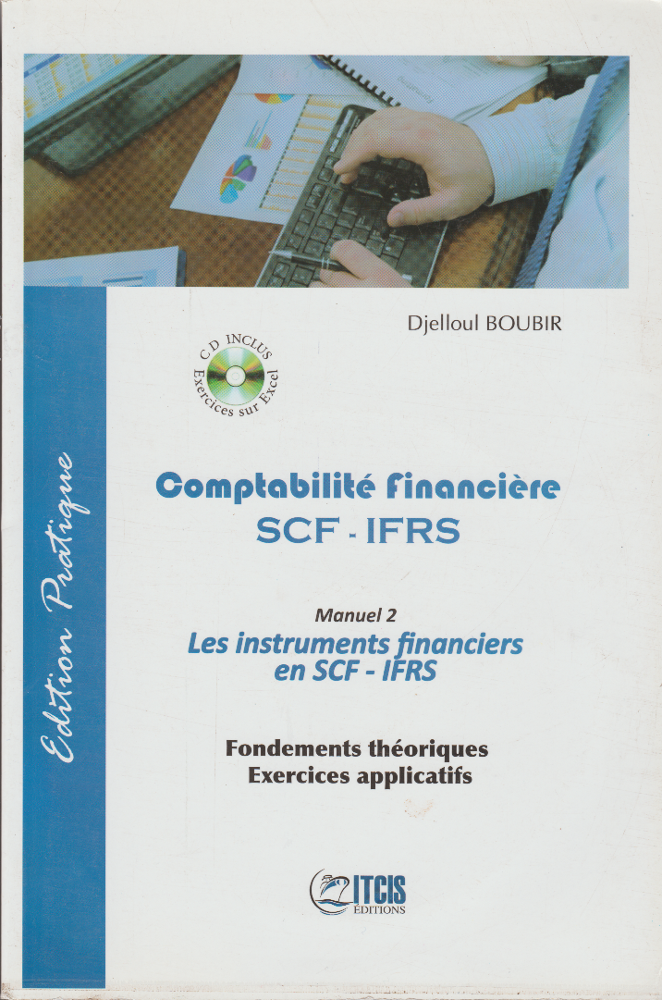 Djelloul BOUBIR
CD INCLUS
Exercices sur Excel
Comptabilité Financière
SCF - IFRS
Manuel 2
Les instruments financiers
en SCF - IFRS
Fondements théoriques
Exercices applicatifs
Edition Pratique
ITCIS
ÉDITIONS